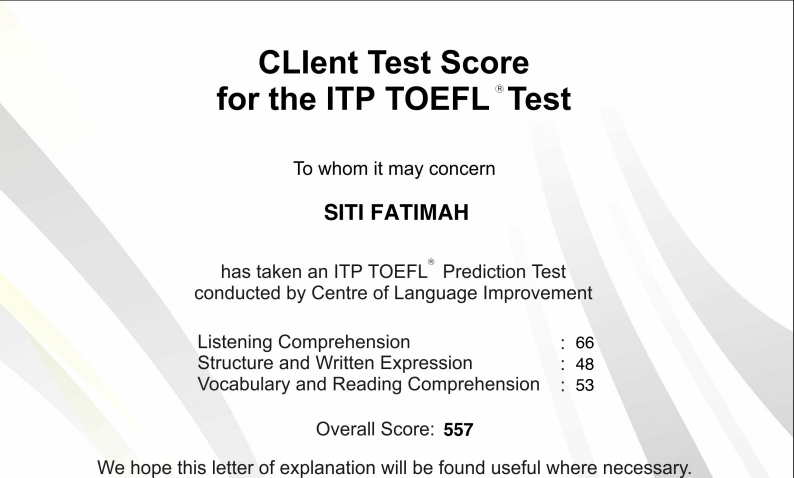 CLIent Test Score
for the ITP TOEFL ® Test
To whom it may concern
SITI FATIMAH
has taken an ITP TOEFL® Prediction Test
conducted by Centre of Language Improvement
Listening Comprehension : 66
Structure and Written Expression : 48
Vocabulary and Reading Comprehension : 53
Overall Score: 557
We hope this letter of explanation will be found useful where necessary.